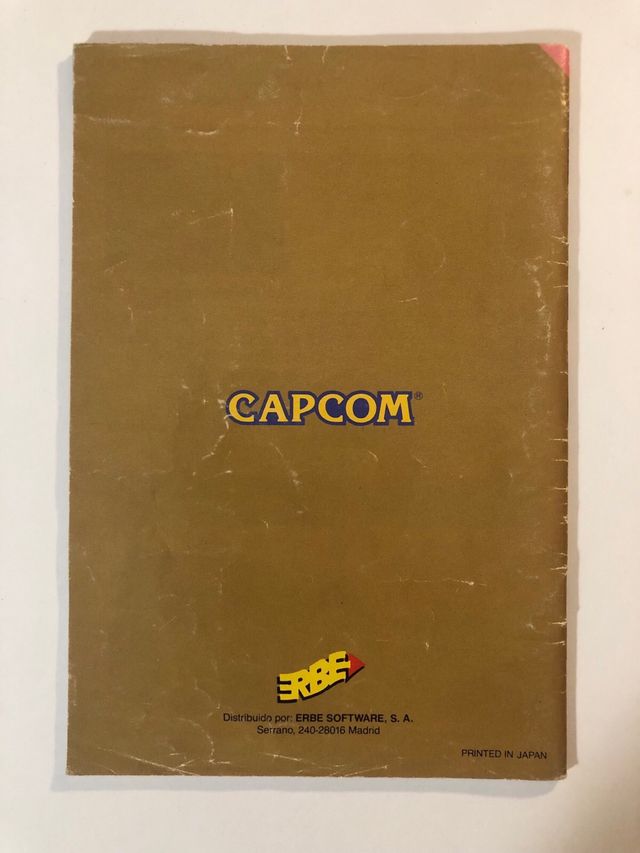 CAPCOM®
ERBE
Distribuido por: ERBE SOFTWARE, S. A.
Serrano, 240-28016 Madrid
PRINTED IN JAPAN